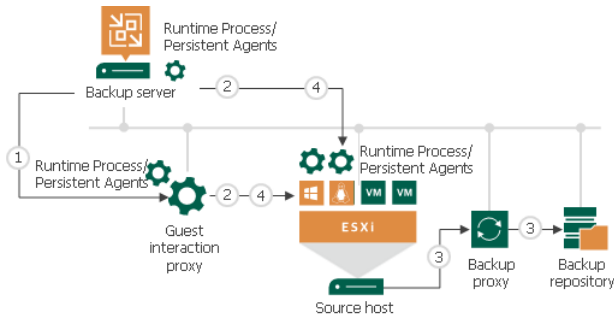 Runtime Process/
Persistent Agents
Backup server
2
4
1
Runtime Process/
Persistent Agents
2
4
Guest
interaction
proxy
Runtime Process/
Persistent Agents
VM
VM
ESXi
3
3
Source host
Backup
proxy
Backup
repository